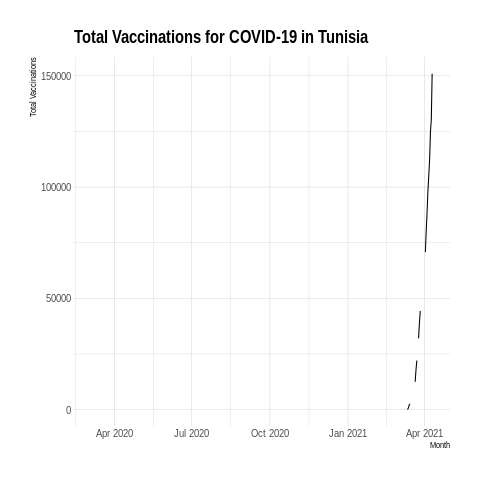 Total Vaccinations for COVID-19 in Tunisia
Total Vaccinations
150000
100000
50000
0
Apr 2020 Jul 2020 Oct 2020 Jan 2021 Apr 2021
Month